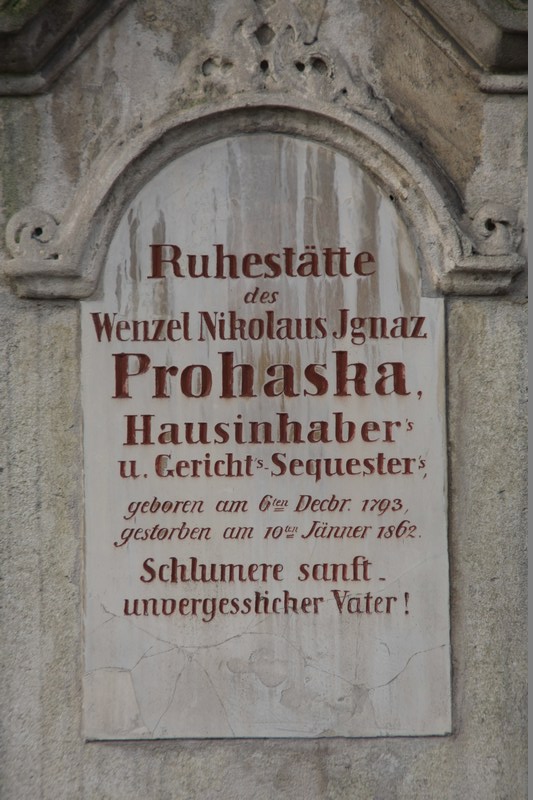 Ruhestätte
des
Wenzel Nikolaus Jgnaz
Prohaska,
Hausinhaber's
u. Gericht's-Sequester's,
geboren am 6ten Decbr. 1793,
gestorben am 10ten Jänner 1862.
Schlumere sanft-
unvergesslicher Vater!